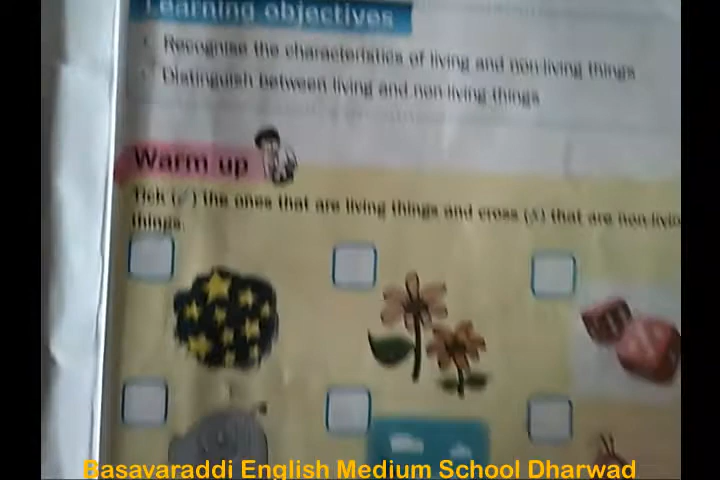 Learning objectives
Recognise the characteristics of living and non-living things
Distinguish between living and non-living things
Warm up
Tick (✓) the ones that are living things and cross (✗) that are non-livin
things.
Basavaraddi English Medium School Dharwad